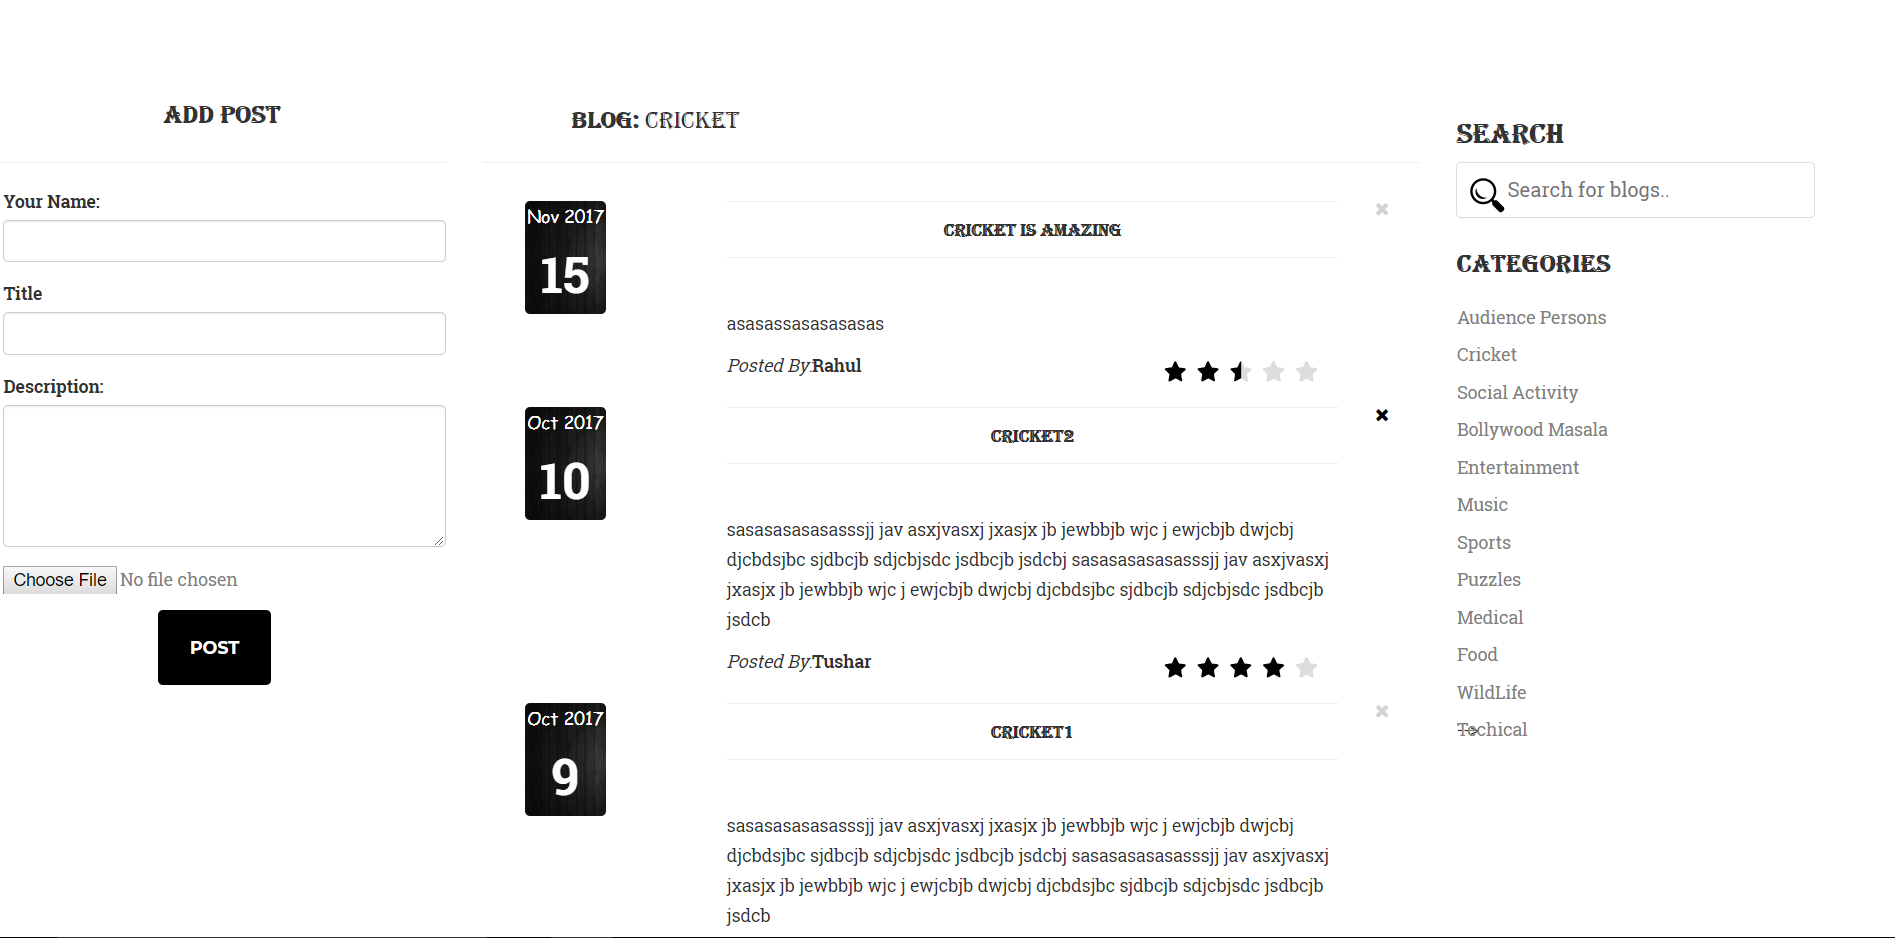 ADD POST
Your Name:
Title
Description:
Choose File No file chosen
POST
BLOG: CRICKET
Nov 2017
15
CRICKET IS AMAZING
asasassasasasasas
Posted By:Rahul
Oct 2017
10
CRICKET2
sasasasasasasssjj jav asxjvasxj jxasjx jb jewbbjb wjc j ewjcbjb dwjcbj
djcbdsjbc sjdbcjb sdjcbjsdc jsdbcjb jsdcbj sasasasasasasssjj jav asxjvasxj
jxasjx jb jewbbjb wjc j ewjcbjb dwjcbj djcbdsjbc sjdbcjb sdjcbjsdc jsdbcjb
jsdcb
Posted By:Tushar
Oct 2017
9
CRICKET1
sasasasasasasssjj jav asxjvasxj jxasjx jb jewbbjb wjc j ewjcbjb dwjcbj
djcbdsjbc sjdbcjb sdjcbjsdc jsdbcjb jsdcbj sasasasasasasssjj jav asxjvasxj
jxasjx jb jewbbjb wjc j ewjcbjb dwjcbj djcbdsjbc sjdbcjb sdjcbjsdc jsdbcjb
jsdcb
SEARCH
Search for blogs..
CATEGORIES
Audience Persons
Cricket
Social Activity
Bollywood Masala
Entertainment
Music
Sports
Puzzles
Medical
Food
WildLife
Techical